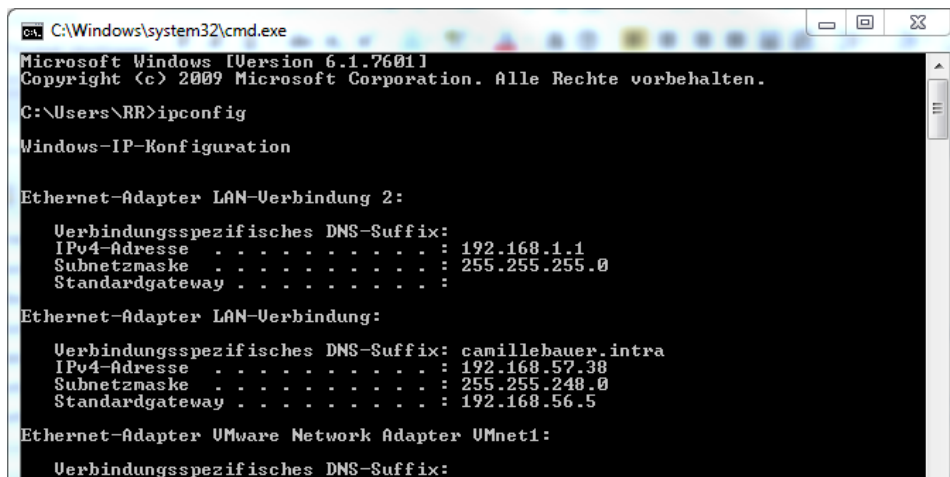 C:\Windows\system32\cmd.exe
Microsoft Windows [Version 6.1.7601]
Copyright (c) 2009 Microsoft Corporation. Alle Rechte vorbehalten.
C:\Users\RR>ipconfig
Windows-IP-Konfiguration
Ethernet-Adapter LAN-Verbindung 2:
Verbindungsspezifisches DNS-Suffix:
IPv4-Adresse . . . . . . . . . . : 192.168.1.1
Subnetzmaske . . . . . . . . . . : 255.255.255.0
Standardgateway . . . . . . . . . :
Ethernet-Adapter LAN-Verbindung:
Verbindungsspezifisches DNS-Suffix: camillebauer.intra
IPv4-Adresse . . . . . . . . . . : 192.168.57.38
Subnetzmaske . . . . . . . . . . : 255.255.248.0
Standardgateway . . . . . . . . . : 192.168.56.5
Ethernet-Adapter VMware Network Adapter VMnet1:
Verbindungsspezifisches DNS-Suffix: